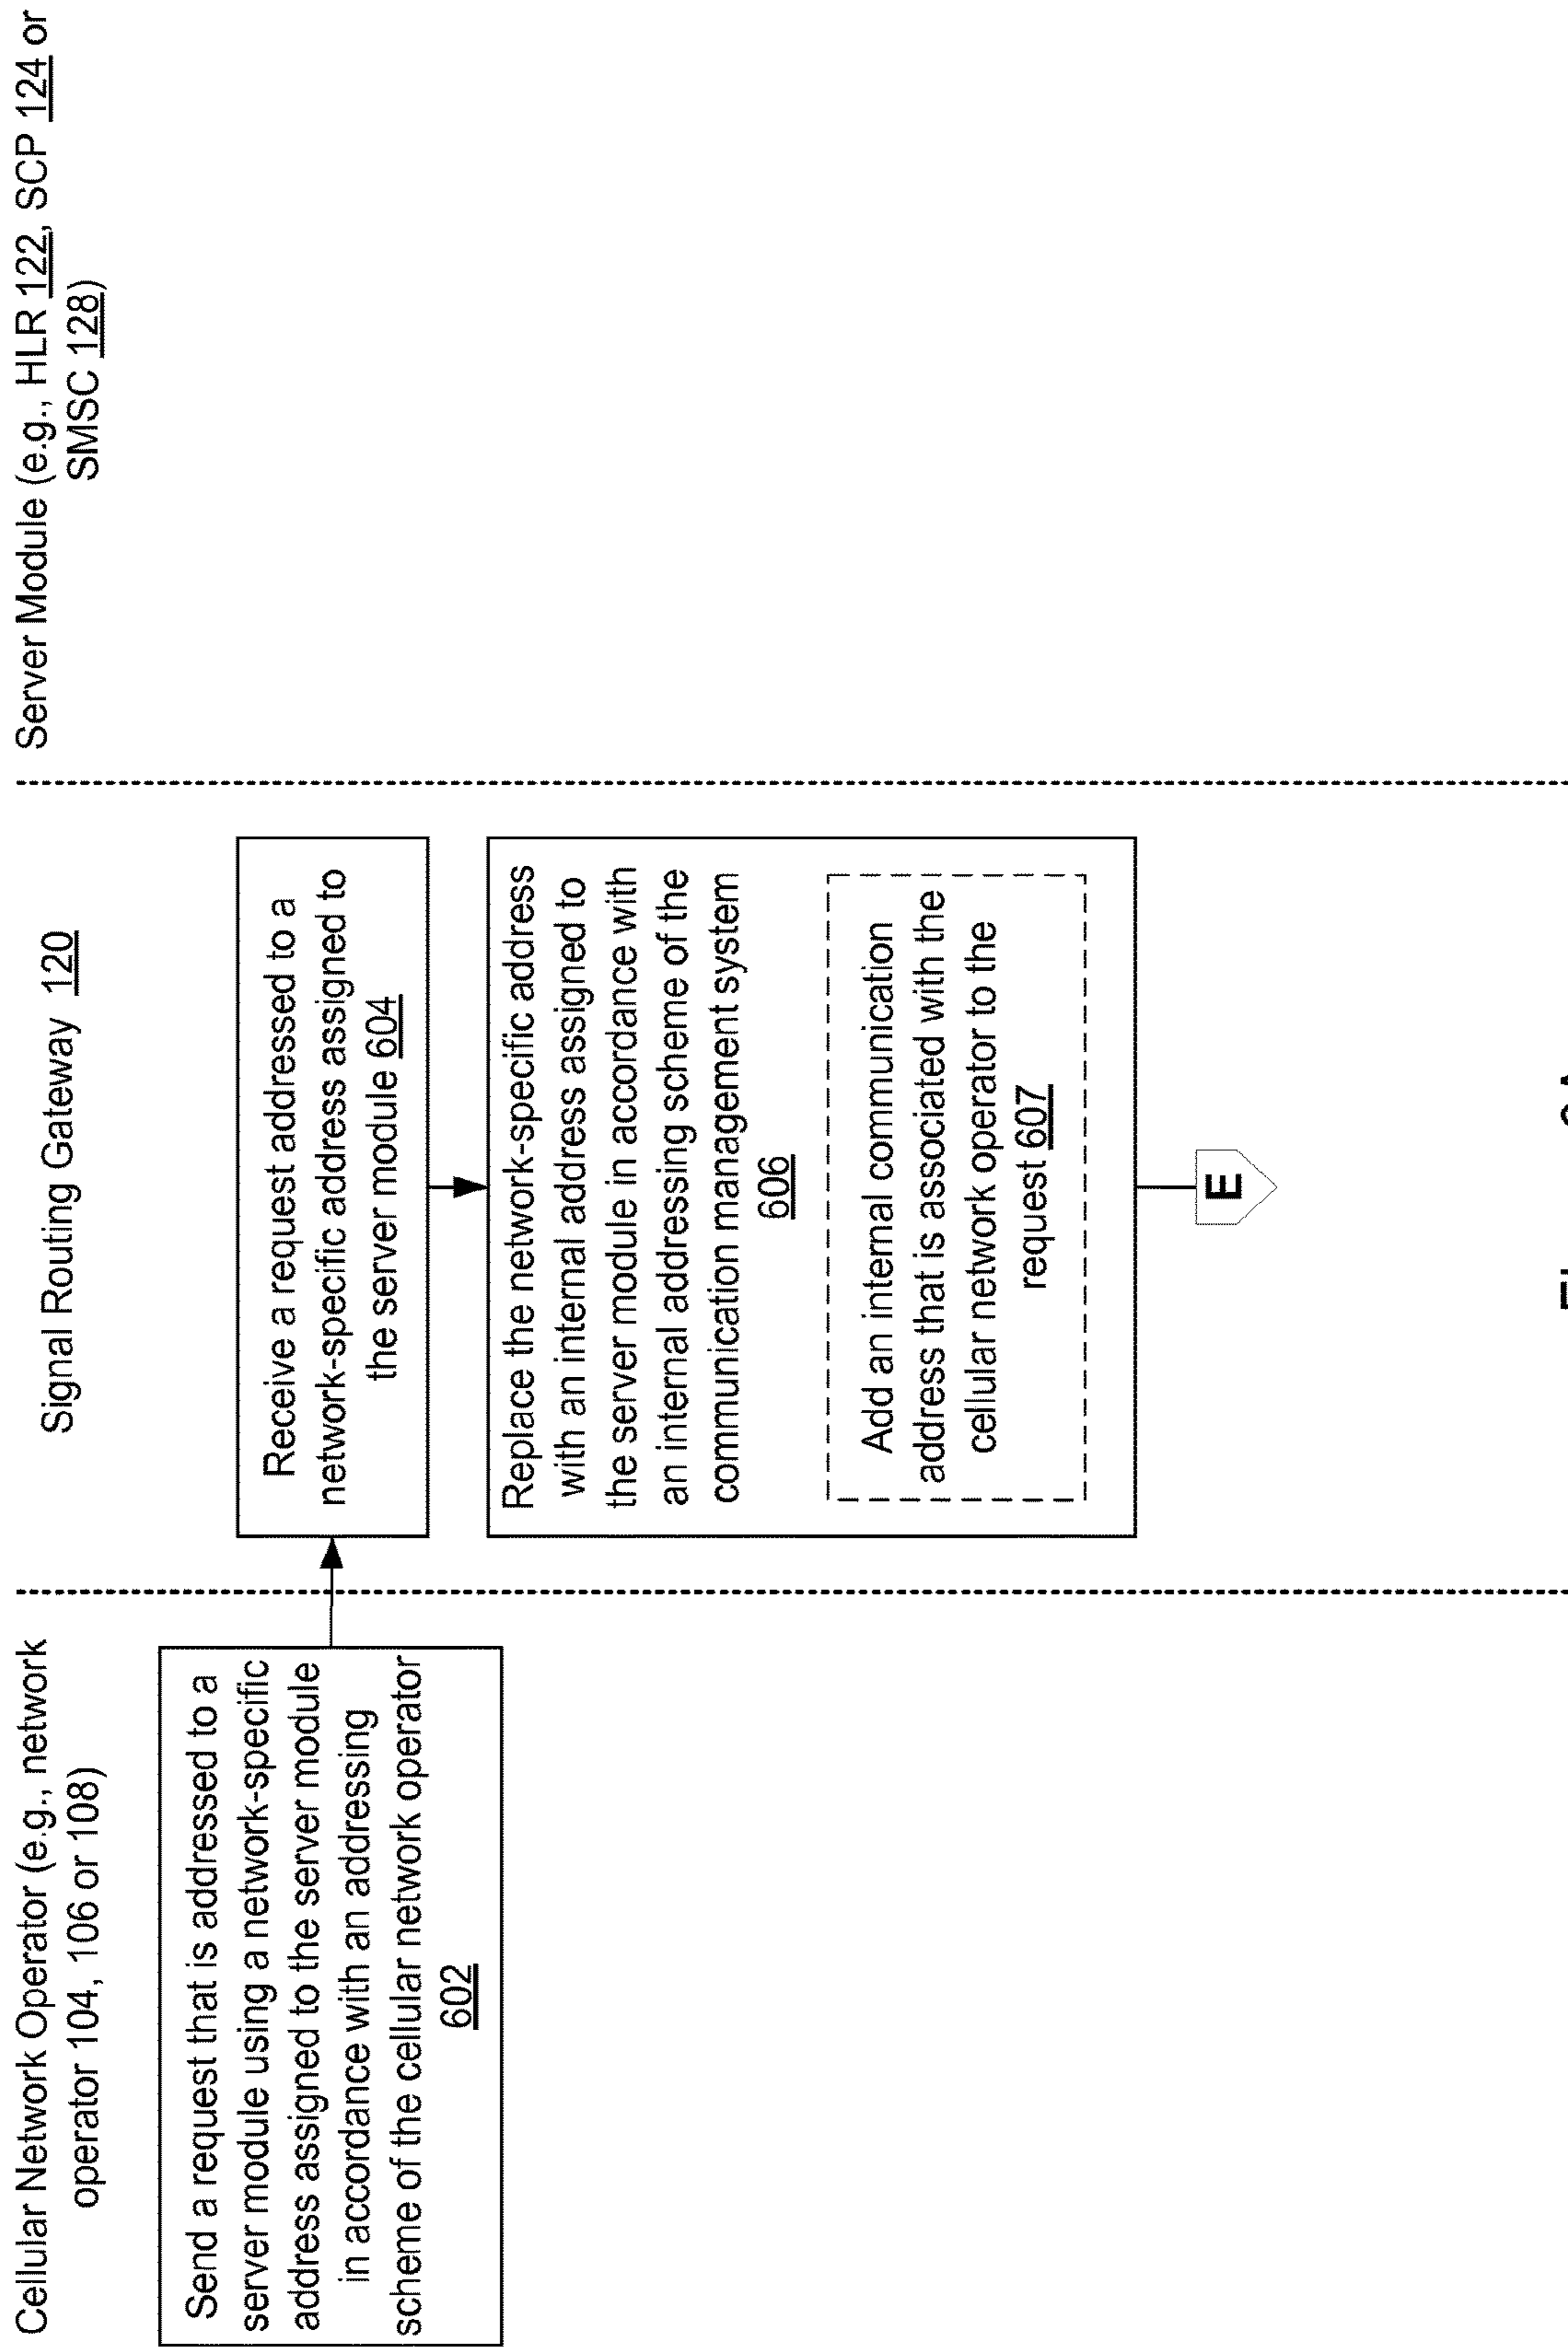 Cellular Network Operator (e.g., network
operator 104, 106 or 108)
Signal Routing Gateway 120
Server Module (e.g., HLR 122, SCP 124 or
SMSC 128)
Send a request that is addressed to a
server module using a network-specific
address assigned to the server module
in accordance with an addressing
scheme of the cellular network operator
602
Receive a request addressed to a
network-specific address assigned to
the server module 604
Replace the network-specific address
with an internal address assigned to
the server module in accordance with
an internal addressing scheme of the
communication management system
606
Add an internal communication
address that is associated with the
cellular network operator to the
request 607
E